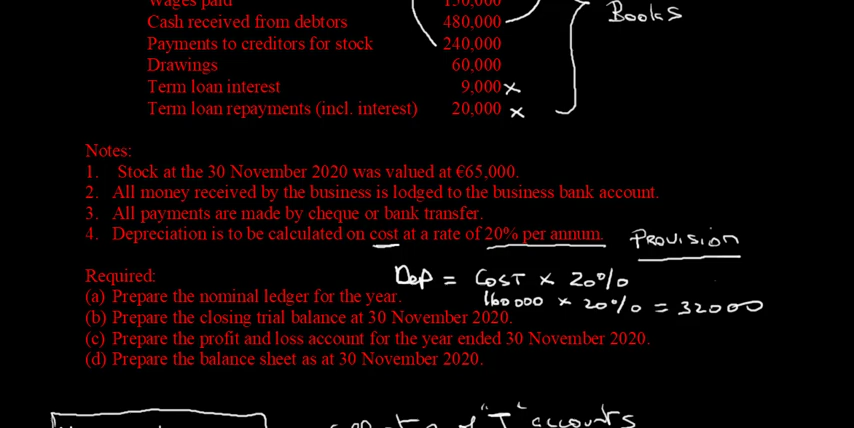 Wages paid 150,000
Books
Cash received from debtors 480,000
Payments to creditors for stock 240,000
Drawings 60,000
Term loan interest 9,000 x
Term loan repayments (incl. interest) 20,000 x
Notes:
1. Stock at the 30 November 2020 was valued at €65,000.
2. All money received by the business is lodged to the business bank account.
3. All payments are made by cheque or bank transfer.
4. Depreciation is to be calculated on cost at a rate of 20% per annum. PROVISION
Required: Dep = COST x 20%
(a) Prepare the nominal ledger for the year. 160000 x 20% = 32000
(b) Prepare the closing trial balance at 30 November 2020.
(c) Prepare the profit and loss account for the year ended 30 November 2020.
(d) Prepare the balance sheet as at 30 November 2020.
of "T" accounts